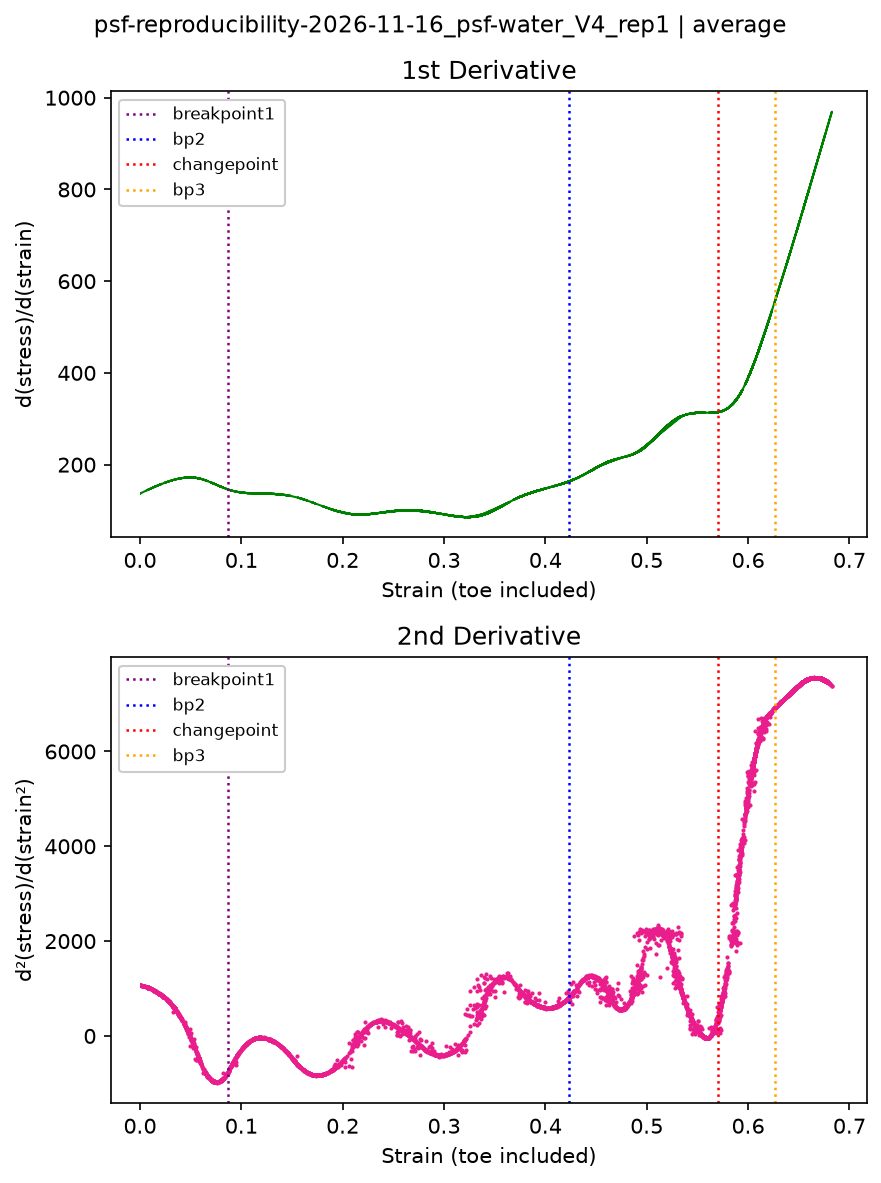 psf-reproducibility-2026-11-16_psf-water_V4_rep1 | average
1st Derivative
breakpoint1
bp2
changepoint
bp3
1000
800
600
400
200
d(stress)/d(strain)
0.0 0.1 0.2 0.3 0.4 0.5 0.6 0.7
Strain (toe included)
2nd Derivative
breakpoint1
bp2
changepoint
bp3
6000
4000
2000
0
d²(stress)/d(strain²)
0.0 0.1 0.2 0.3 0.4 0.5 0.6 0.7
Strain (toe included)